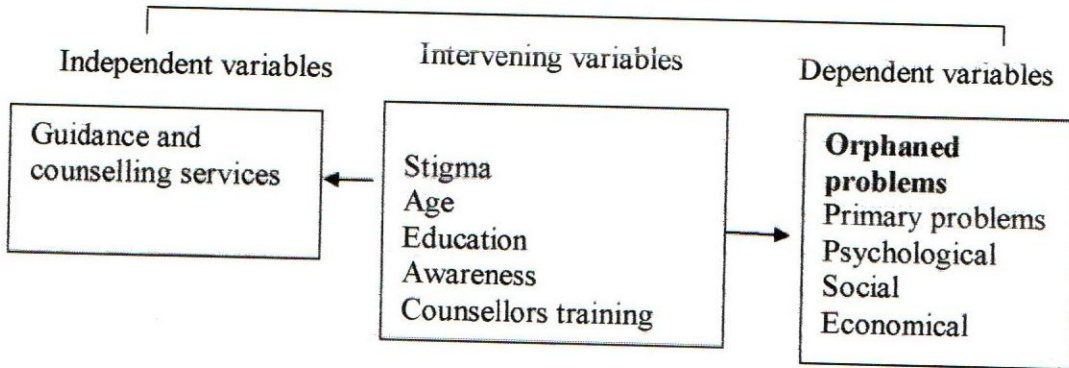 Independent variables
Intervening variables
Dependent variables
Guidance and
counselling services
Stigma
Age
Education
Awareness
Counsellors training
Orphaned
problems
Primary problems
Psychological
Social
Economical